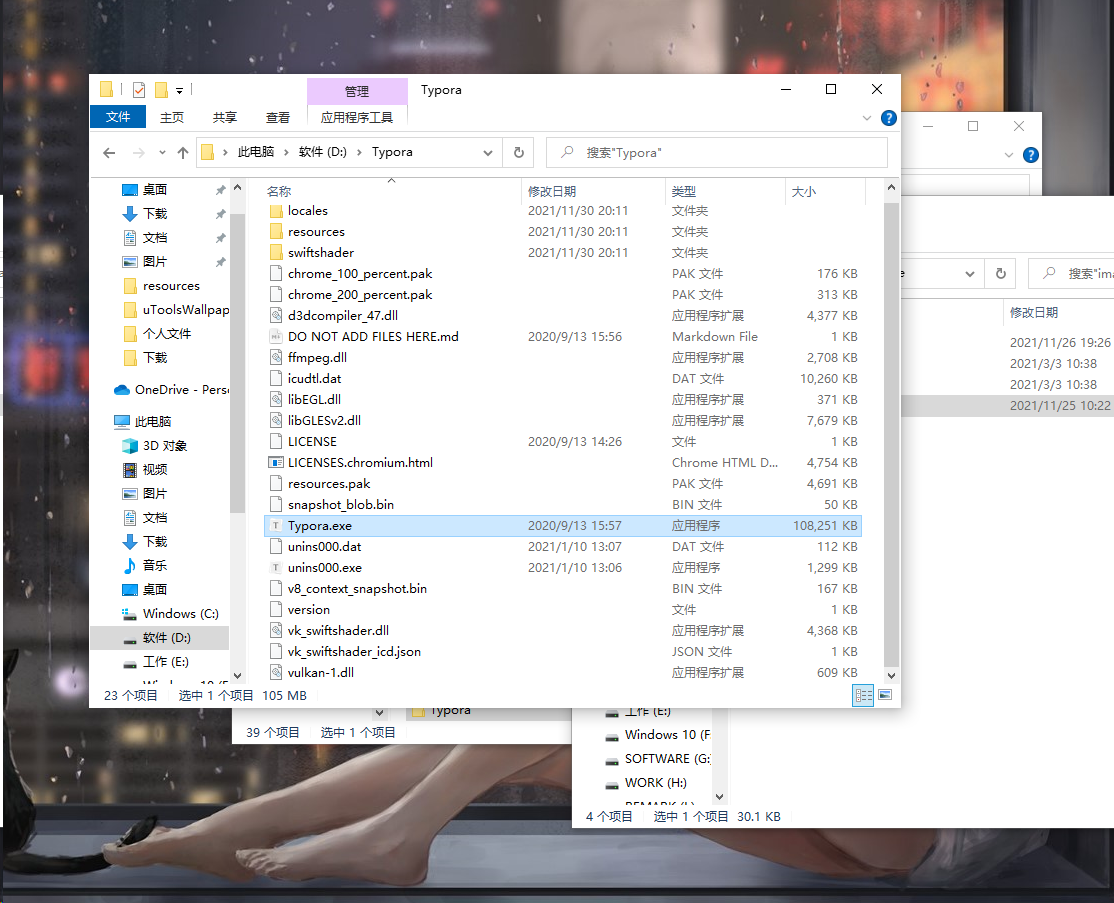 管理
Typora
文件
主页
共享
查看
应用程序工具
此电脑
软件 (D:)
Typora
搜索"Typora"
桌面
下载
文档
图片
resources
uToolsWallpap
个人文件
下载
OneDrive - Pers
此电脑
3D 对象
视频
图片
文档
下载
音乐
桌面
Windows (C:)
软件 (D:)
工作 (E:)
名称 修改日期 类型 大小
locales 2021/11/30 20:11 文件夹
resources 2021/11/30 20:11 文件夹
swiftshader 2021/11/30 20:11 文件夹
chrome_100_percent.pak PAK 文件 176 KB
chrome_200_percent.pak PAK 文件 313 KB
d3dcompiler_47.dll 应用程序扩展 4,377 KB
DO NOT ADD FILES HERE.md 2020/9/13 15:56 Markdown File 1 KB
ffmpeg.dll 应用程序扩展 2,708 KB
icudtl.dat DAT 文件 10,260 KB
libEGL.dll 应用程序扩展 371 KB
libGLESv2.dll 应用程序扩展 7,679 KB
LICENSE 2020/9/13 14:26 文件 1 KB
LICENSES.chromium.html Chrome HTML D... 4,754 KB
resources.pak PAK 文件 4,691 KB
snapshot_blob.bin BIN 文件 50 KB
Typora.exe 2020/9/13 15:57 应用程序 108,251 KB
unins000.dat 2021/1/10 13:07 DAT 文件 112 KB
unins000.exe 2021/1/10 13:06 应用程序 1,299 KB
v8_context_snapshot.bin BIN 文件 167 KB
version 文件 1 KB
vk_swiftshader.dll 应用程序扩展 4,368 KB
vk_swiftshader_icd.json JSON 文件 1 KB
vulkan-1.dll 应用程序扩展 609 KB
23 个项目 选中 1 个项目 105 MB
搜索"ima
修改日期
2021/11/26 19:26
2021/3/3 10:38
2021/3/3 10:38
2021/11/25 10:22
Typora
39 个项目 选中 1 个项目
工作 (E:)
Windows 10 (F
SOFTWARE (G:
WORK (H:)
4 个项目 选中 1 个项目 30.1 KB